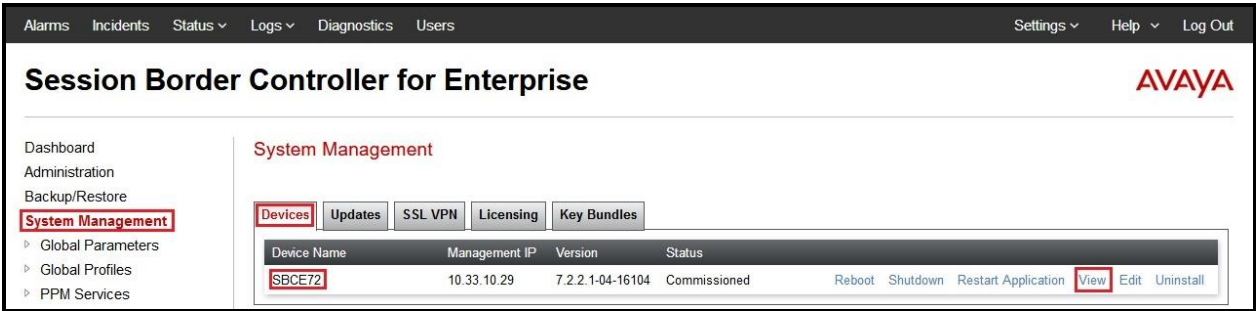 Alarms Incidents Status Logs Diagnostics Users Settings Help Log Out
Session Border Controller for Enterprise
AVAYA
Dashboard
Administration
Backup/Restore
System Management
Global Parameters
Global Profiles
PPM Services
System Management
Devices Updates SSL VPN Licensing Key Bundles
Device Name Management IP Version Status
SBCE72 10.33.10.29 7.2.2.1-04-16104 Commissioned Reboot Shutdown Restart Application View Edit Uninstall